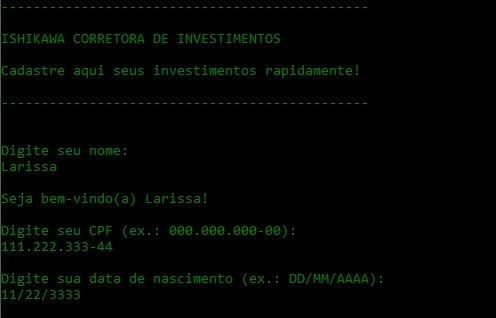 ----------------------------------------------
ISHIKAWA CORRETORA DE INVESTIMENTOS
Cadastre aqui seus investimentos rapidamente!
----------------------------------------------
Digite seu nome:
Larissa
Seja bem-vindo(a) Larissa!
Digite seu CPF (ex.: 000.000.000-00):
111.222.333-44
Digite sua data de nascimento (ex.: DD/MM/AAAA):
11/22/3333